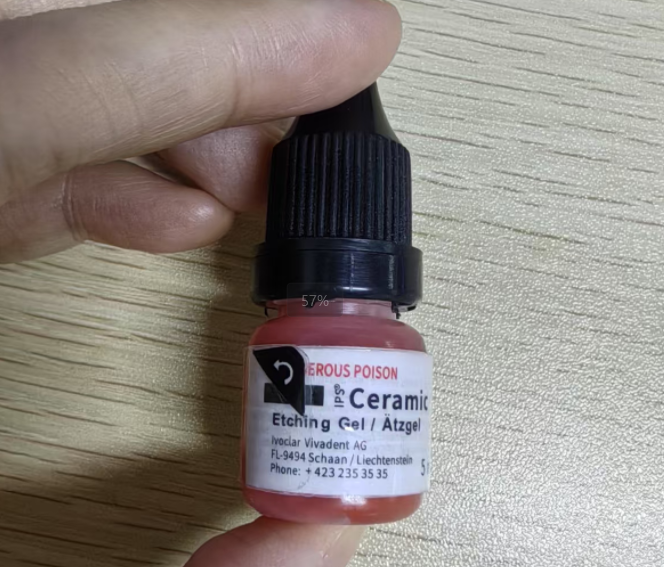 57%
POISON
IPS® Ceramic
Etching Gel / Ätzgel
Ivoclar Vivadent AG
FL-9494 Schaan / Liechtenstein
Phone: + 423 235 35 35
5